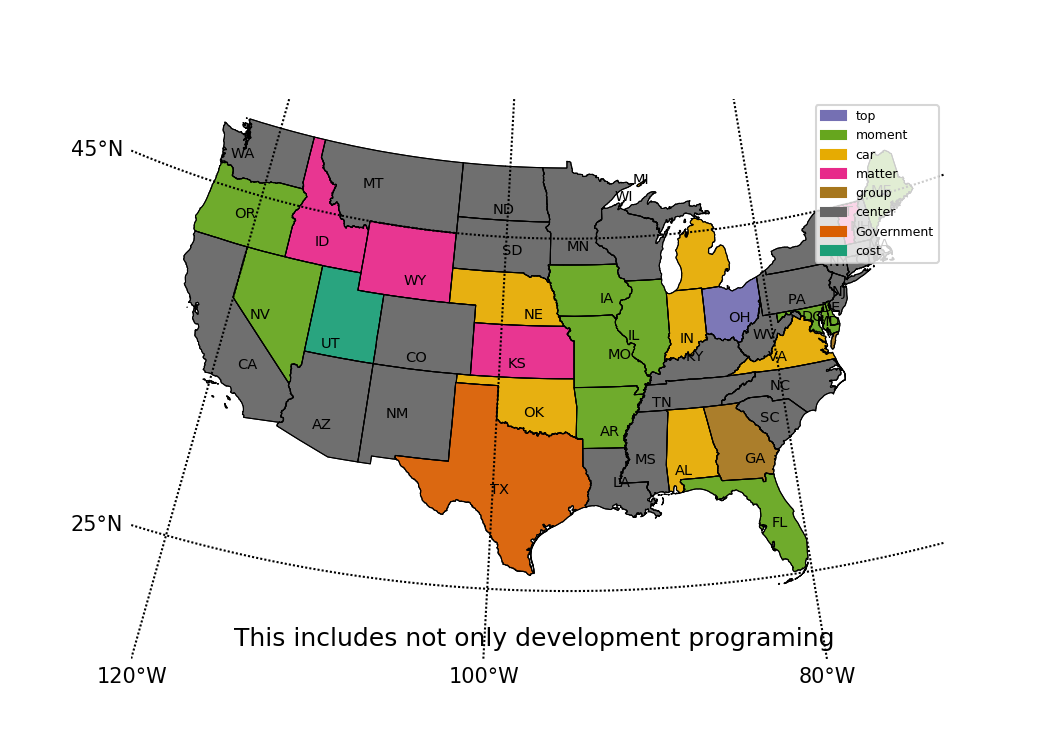 top
moment
car
matter
group
center
Government
cost
45°N
25°N
120°W
100°W
80°W
WA
MT
ND
MN
WI
MI
OR
ID
WY
SD
IA
NE
NV
UT
CO
KS
MO
IL
IN
OH
PA
NJ
DC
MD
WV
VA
KY
CA
AZ
NM
OK
AR
TN
NC
SC
TX
LA
MS
AL
GA
FL
This includes not only development programing